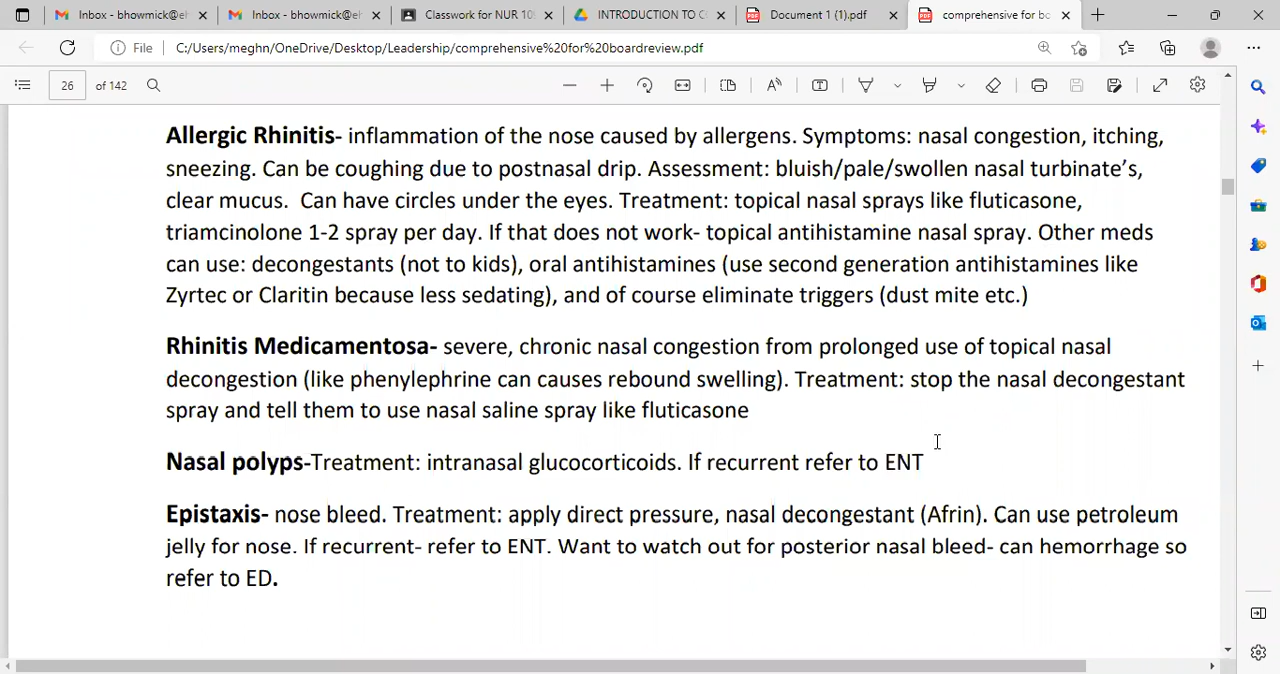 Inbox - bhowmick@eh
Inbox - bhowmick@eh
Classwork for NUR 105
INTRODUCTION TO C
Document 1 (1).pdf
comprehensive for bo
File C:/Users/meghn/OneDrive/Desktop/Leadership/comprehensive%20for%20boardreview.pdf
26 of 142
Allergic Rhinitis- inflammation of the nose caused by allergens. Symptoms: nasal congestion, itching,
sneezing. Can be coughing due to postnasal drip. Assessment: bluish/pale/swollen nasal turbinate’s,
clear mucus.  Can have circles under the eyes. Treatment: topical nasal sprays like fluticasone,
triamcinolone 1-2 spray per day. If that does not work- topical antihistamine nasal spray. Other meds
can use: decongestants (not to kids), oral antihistamines (use second generation antihistamines like
Zyrtec or Claritin because less sedating), and of course eliminate triggers (dust mite etc.)
Rhinitis Medicamentosa- severe, chronic nasal congestion from prolonged use of topical nasal
decongestion (like phenylephrine can causes rebound swelling). Treatment: stop the nasal decongestant
spray and tell them to use nasal saline spray like fluticasone
Nasal polyps-Treatment: intranasal glucocorticoids. If recurrent refer to ENT
Epistaxis- nose bleed. Treatment: apply direct pressure, nasal decongestant (Afrin). Can use petroleum
jelly for nose. If recurrent- refer to ENT. Want to watch out for posterior nasal bleed- can hemorrhage so
refer to ED.